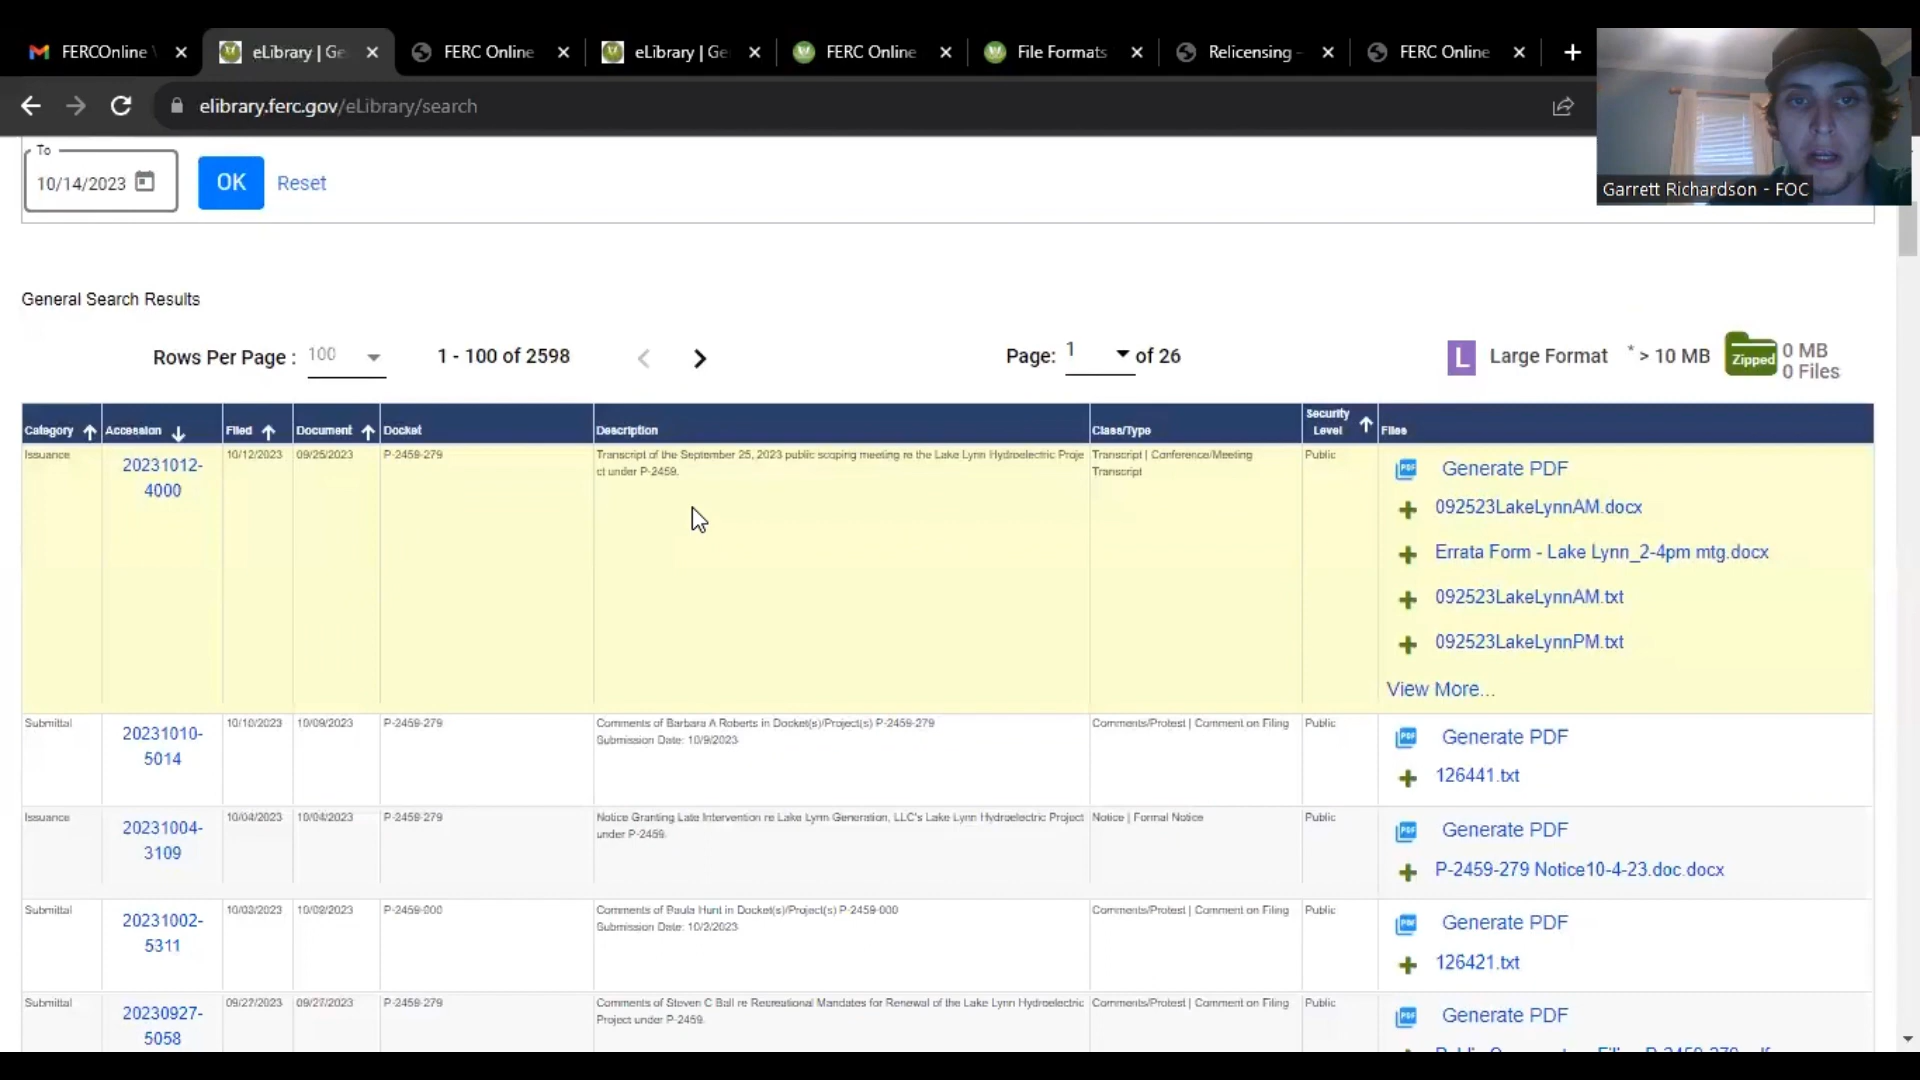 FERCOnline
eLibrary | Ge
FERC Online
eLibrary | Ge
FERC Online
File Formats
Relicensing -
FERC Online
elibrary.ferc.gov/eLibrary/search
Garrett Richardson - FOC
To
10/14/2023
OK
Reset
General Search Results
Rows Per Page : 100
1 - 100 of 2598
Page: 1 of 26
L Large Format * > 10 MB
Zipped
0 MB
0 Files
Category Accession Filed Document Docket Description Class/Type Security Level Files
Issuance
20231012-
4000
10/12/2023
09/25/2023
P-2459-279
Transcript of the September 25, 2023 public scoping meeting re the Lake Lynn Hydroelectric Proje
ct under P-2459.
Transcript | Conference/Meeting
Transcript
Public
Generate PDF
092523LakeLynnAM.docx
Errata Form - Lake Lynn_2-4pm mtg.docx
092523LakeLynnAM.txt
092523LakeLynnPM.txt
View More...
Submittal
20231010-
5014
10/10/2023
10/09/2023
P-2459-279
Comments of Barbara A Roberts in Docket(s)/Project(s) P-2459-279
Submission Date: 10/9/2023
Comments/Protest | Comment on Filing
Public
Generate PDF
126441.txt
Issuance
20231004-
3109
10/04/2023
10/04/2023
P-2459-279
Notice Granting Late Intervention re Lake Lynn Generation, LLC's Lake Lynn Hydroelectric Project
under P-2459.
Notice | Formal Notice
Public
Generate PDF
P-2459-279 Notice10-4-23.doc.docx
Submittal
20231002-
5311
P-2459-000
Comments of Paula Hunt in Docket(s)/Project(s) P-2459-000
Submission Date: 10/2/2023
Comments/Protest | Comment on Filing
Public
Generate PDF
126421.txt
Submittal
20230927-
5058
09/27/2023
09/27/2023
P-2459-279
Comments of Steven C Ball re Recreational Mandates for Renewal of the Lake Lynn Hydroelectric
Project under P-2459.
Comments/Protest | Comment on Filing
Public
Generate PDF